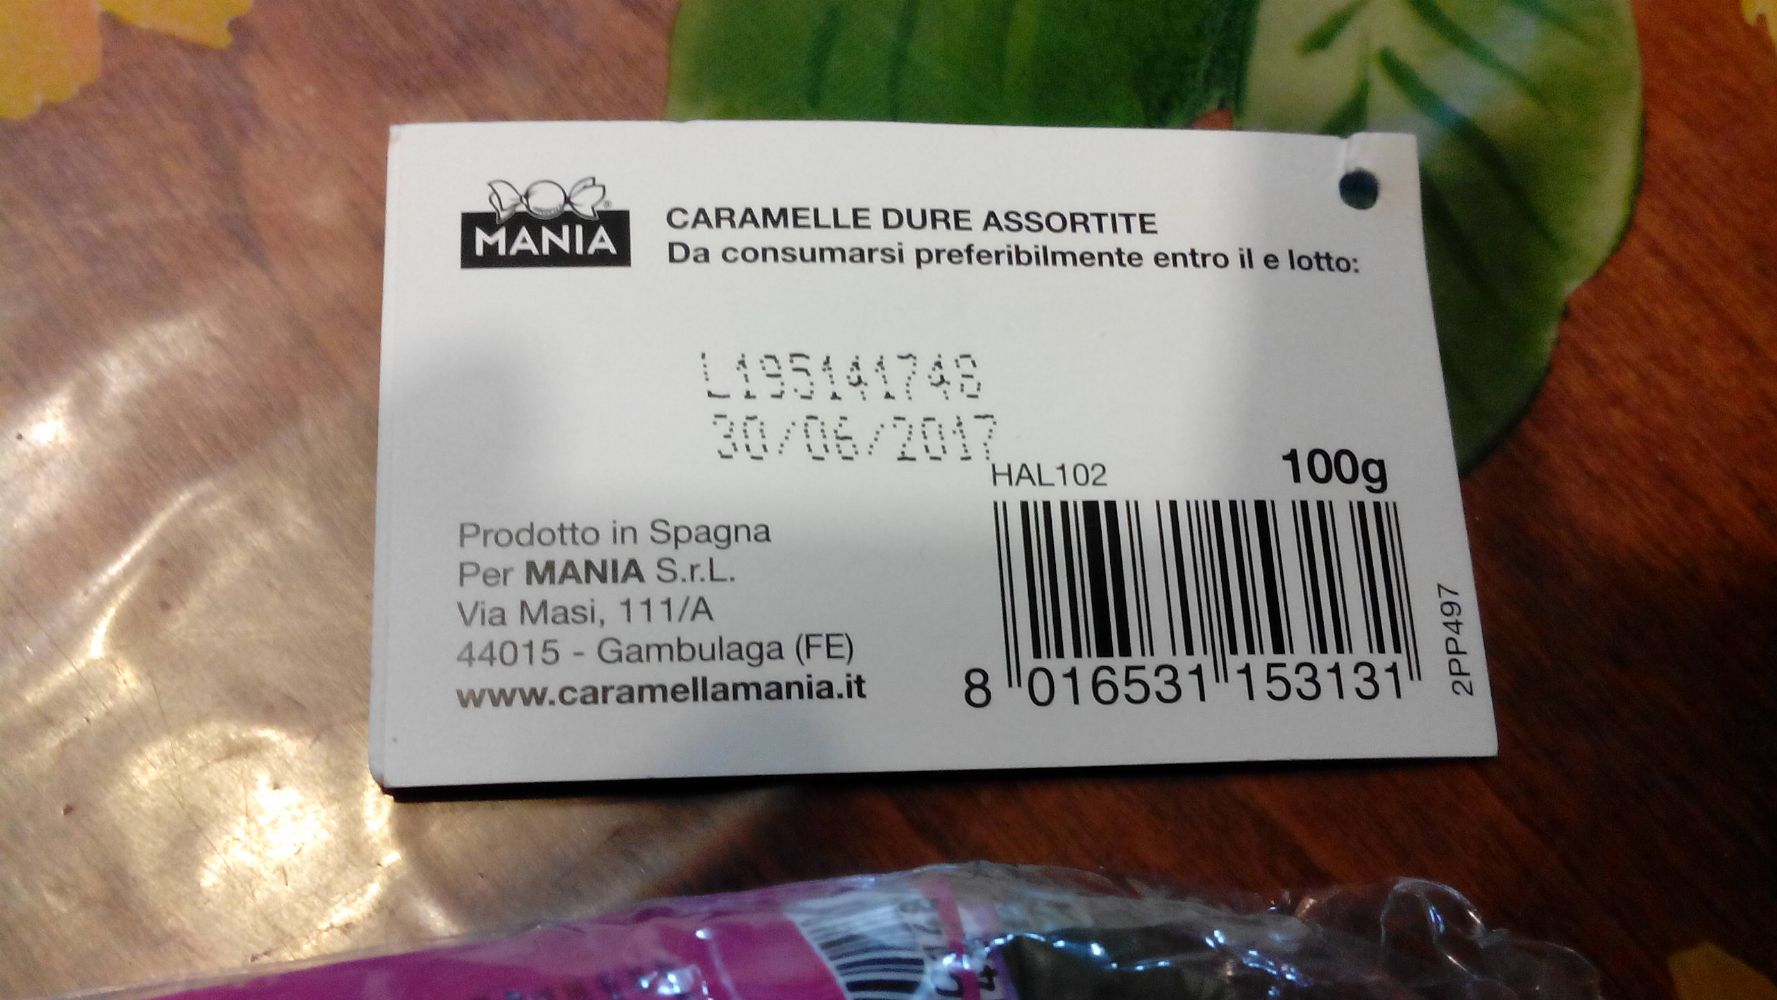 MANIA
CARAMELLE DURE ASSORTITE
Da consumarsi preferibilmente entro il e lotto:
L195141748
30/06/2017
HAL102
100g
Prodotto in Spagna
Per MANIA S.r.L.
Via Masi, 111/A
44015 - Gambulaga (FE)
www.caramellamania.it
8 016531 153131
2PP497